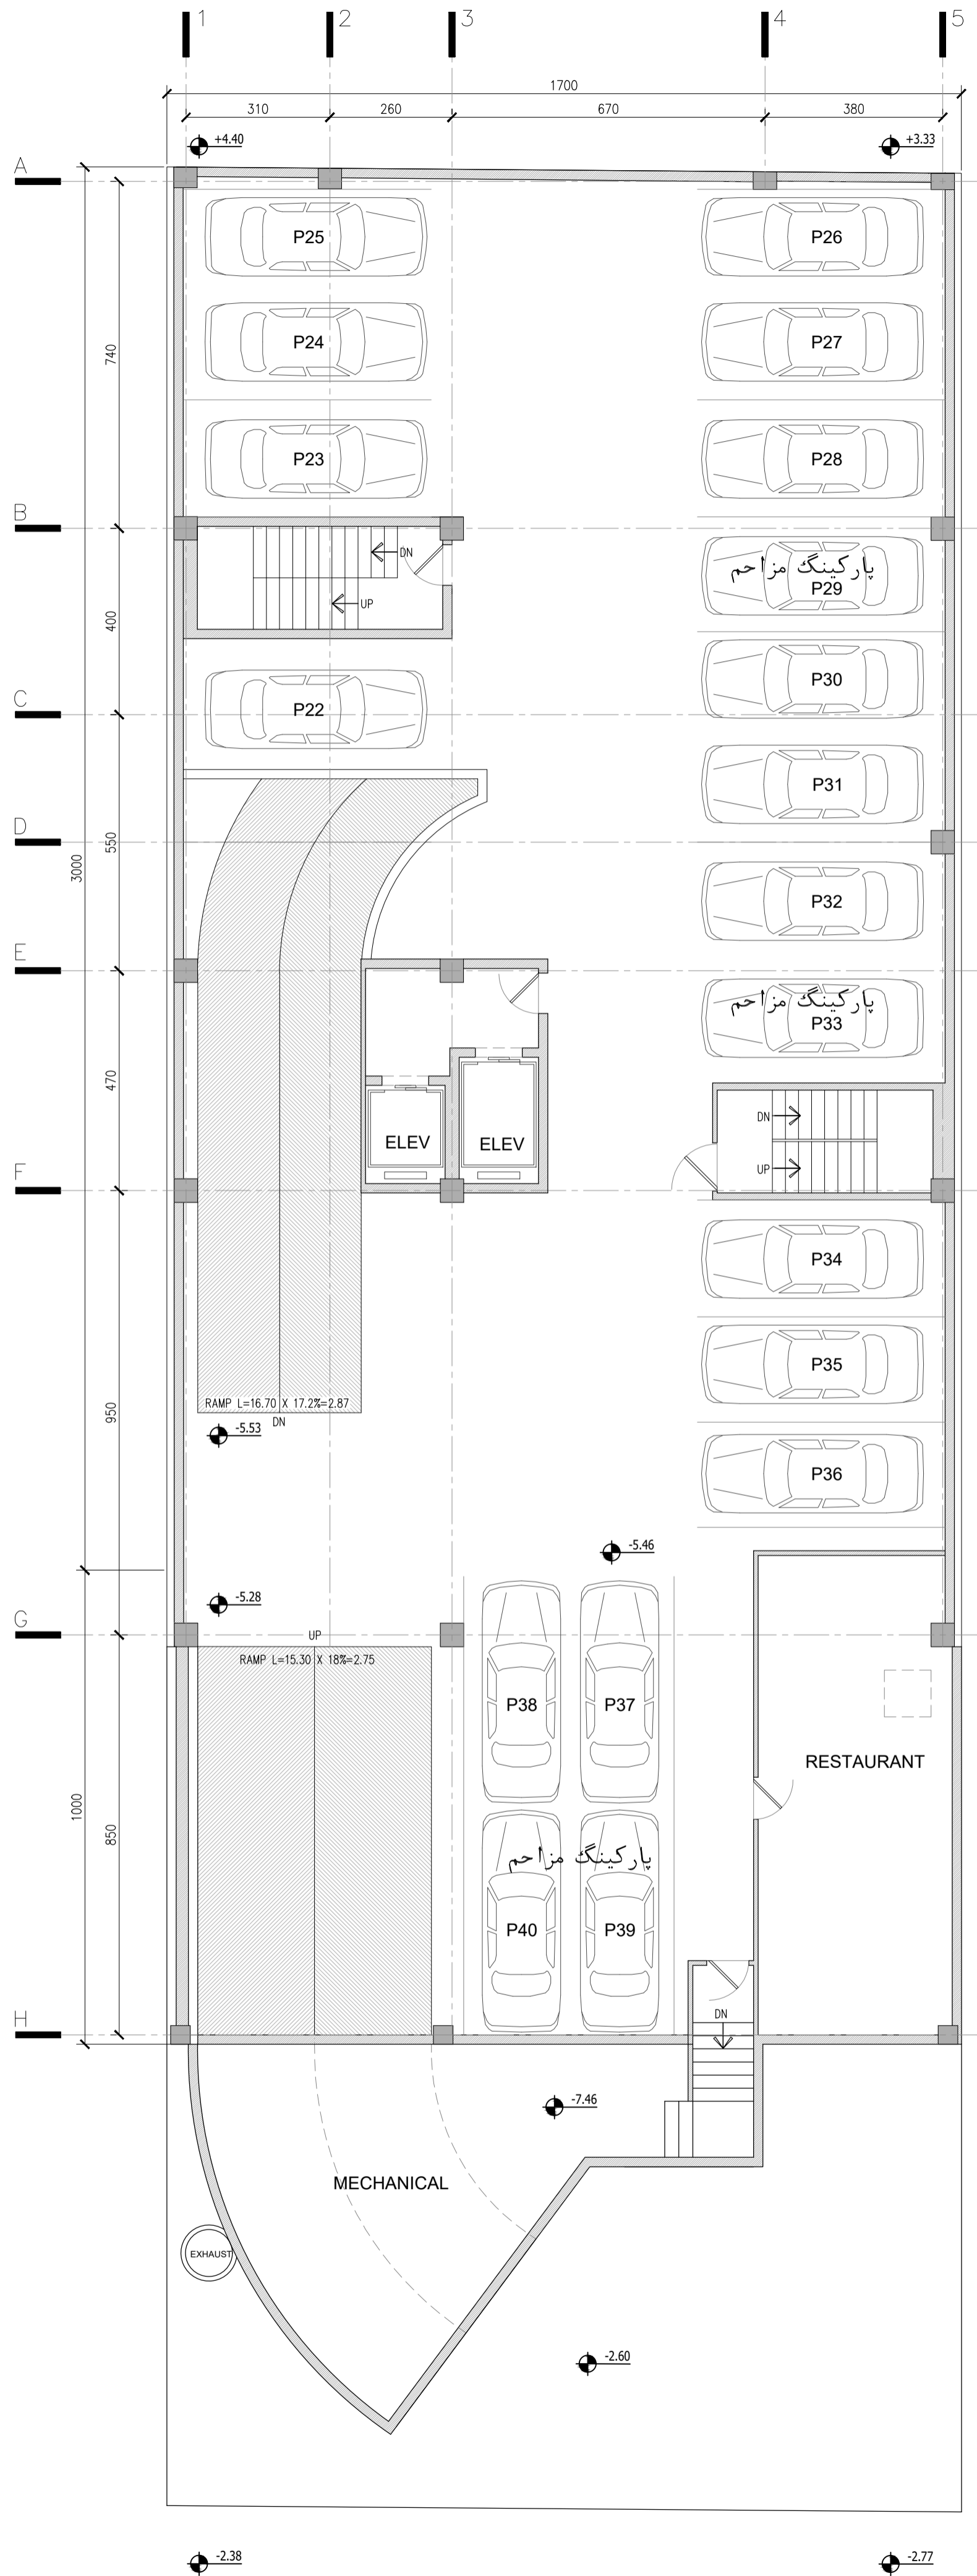 1 2 3 4 5
1700
310 260 670 380
+4.40 +3.33
A
P25 P26
P24 P27
740
P23 P28
B
DN
پارکینگ مزاحم
P29
UP
400
P30
C
P22
P31
D
550
3000
P32
E
پارکینگ مزاحم
P33
470
DN
ELEV ELEV
UP
F
P34
P35
RAMP L=16.70 X 17.2%=2.87
950
DN
-5.53
P36
-5.46
-5.28
G
UP
RAMP L=15.30 X 18%=2.75
P38 P37
RESTAURANT
1000
850
پارکینگ مزاحم
P40 P39
DN
H
-7.46
MECHANICAL
EXHAUST
-2.60
-2.38 -2.77